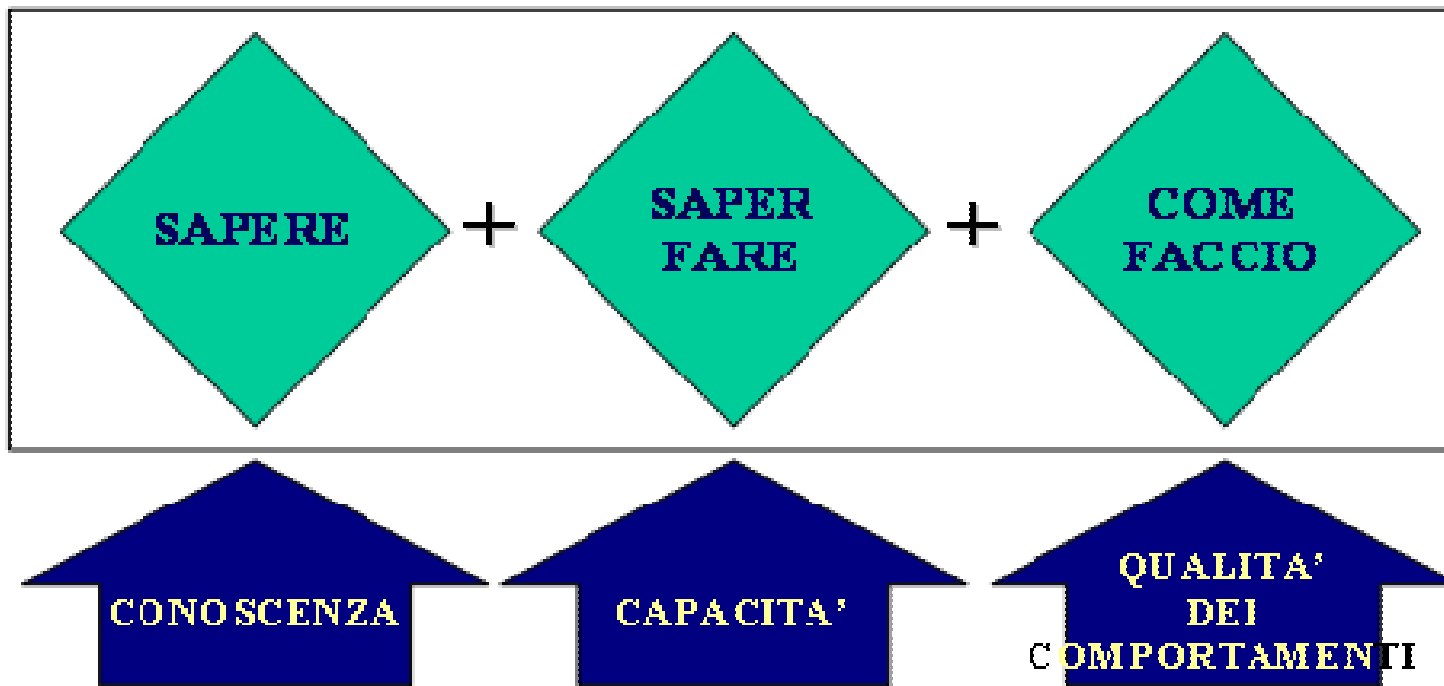 SAPERE
+
SAPER
FARE
+
COME
FACCIO
CONOSCENZA
CAPACITA’
QUALITA’
DEI
COMPORTAMENTI